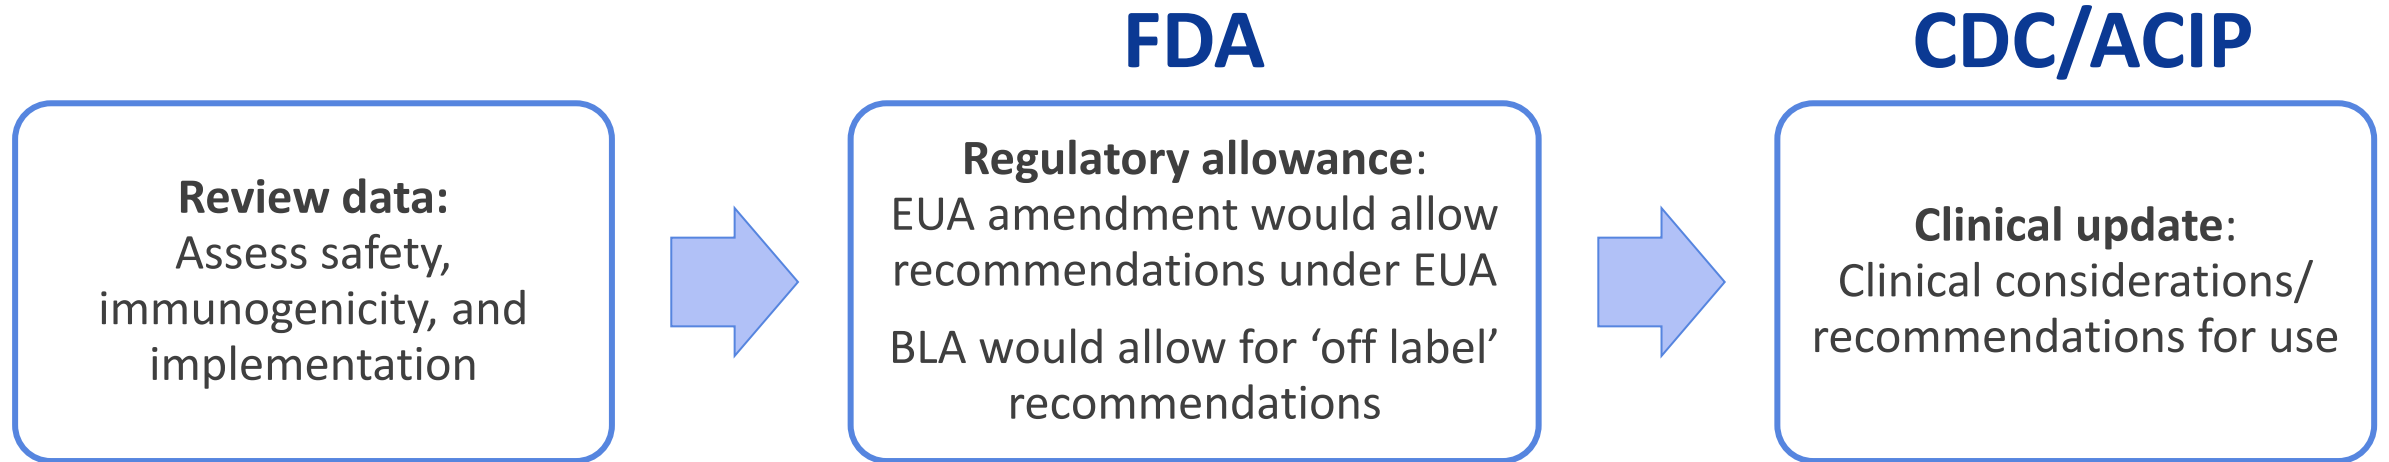 FDA
CDC/ACIP
Review data:
Assess safety,
immunogenicity, and
implementation
Regulatory allowance:
EUA amendment would allow
recommendations under EUA
BLA would allow for ‘off label’
recommendations
Clinical update:
Clinical considerations/
recommendations for use